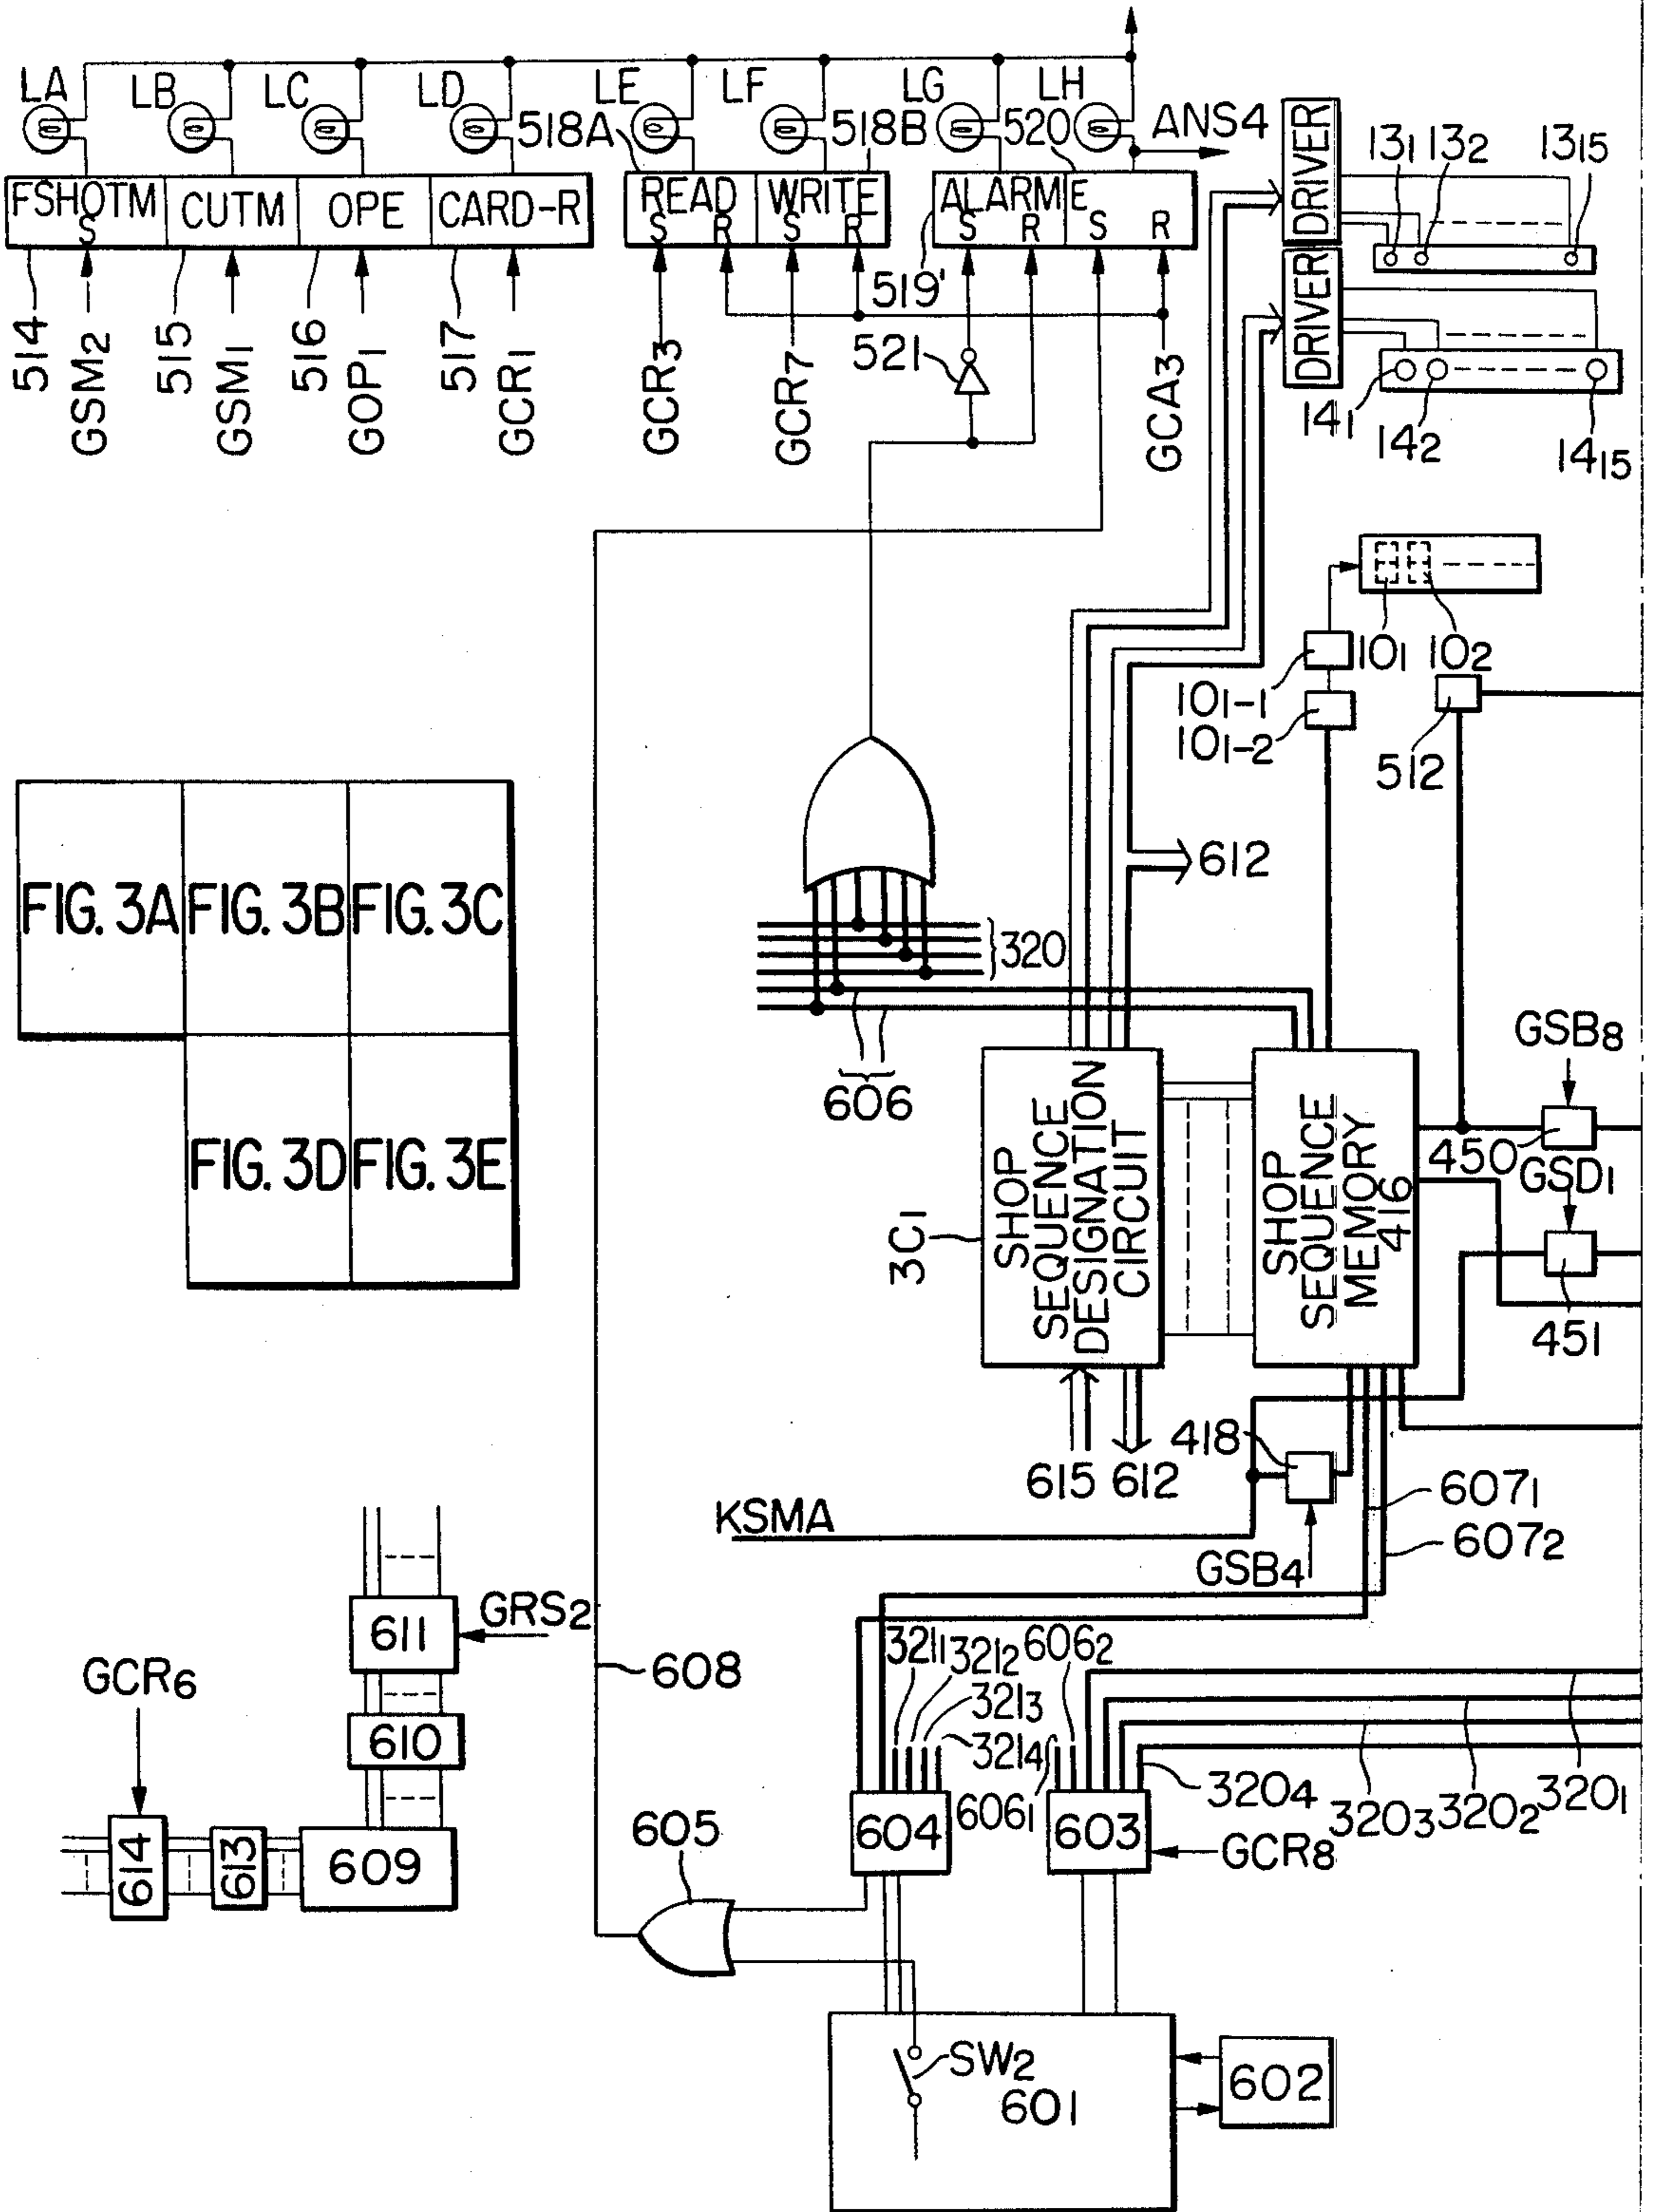 LA
LB
LC
LD
LE
LF
LG
LH
518A
518B
520
ANS4
FSHOTM
S
CUTM
OPE
CARD-R
READ
S R
WRITE
S R
ALARM
S R
E
S R
DRIVER
DRIVER
13₁ 13₂ 13₁₅
14₁ 14₂ 14₁₅
514
GSM₂
515
GSM₁
516
GOP₁
517
GCR₁
GCR₃
GCR₇
519'
521
GCA₃
10₁ 10₂
10₁₋₁
10₁₋₂
512
612
320
606
FIG. 3A
FIG. 3B
FIG. 3C
FIG. 3D
FIG. 3E
3C₁
SHOP
SEQUENCE
DESIGNATION
CIRCUIT
SHOP
SEQUENCE
MEMORY
416
GSB₈
450
GSD₁
451
615
612
418
KSMA
GSB₄
607₁
607₂
611
GRS₂
610
GCR₆
614
613
609
608
321₁
321₂
321₃
321₄
606₂
606₁
604
603
GCR₈
320₄
320₃
320₂
320₁
605
SW₂
601
602